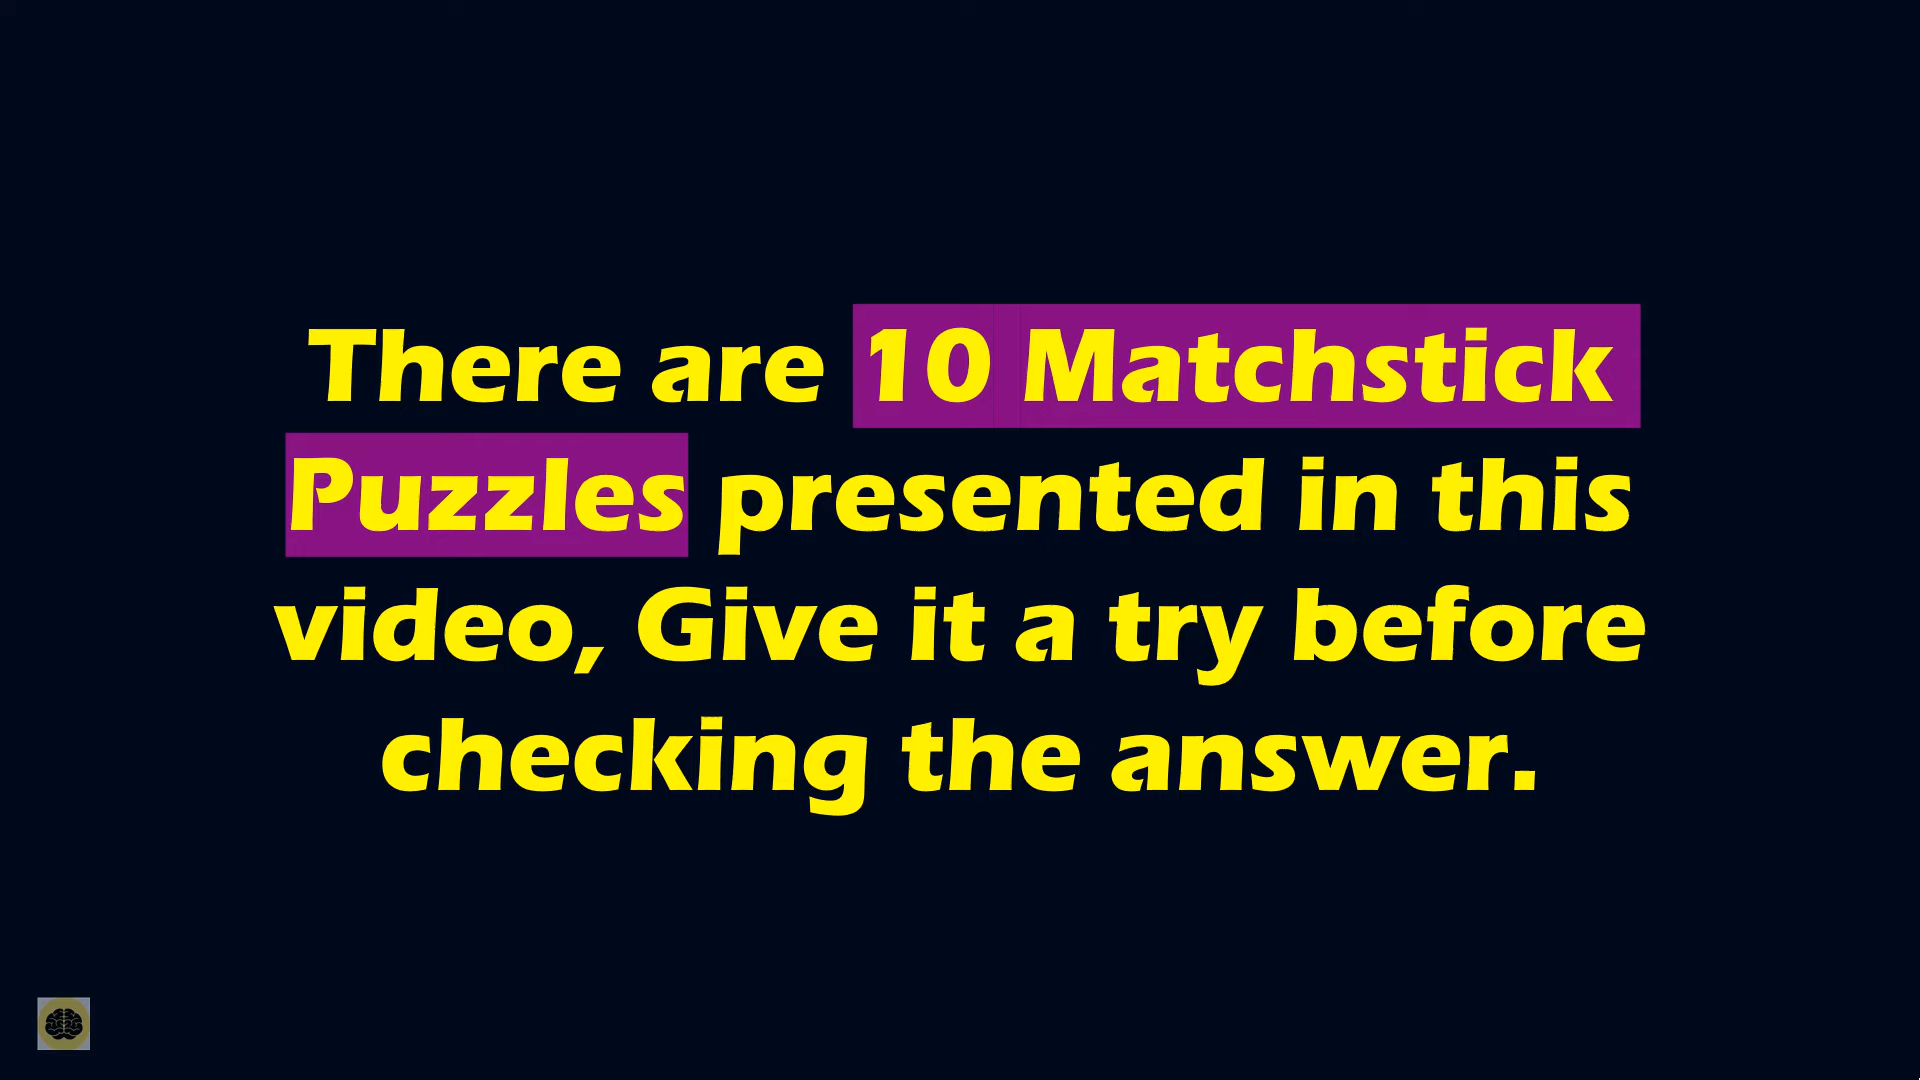 There are 10 Matchstick
Puzzles presented in this
video, Give it a try before
checking the answer.